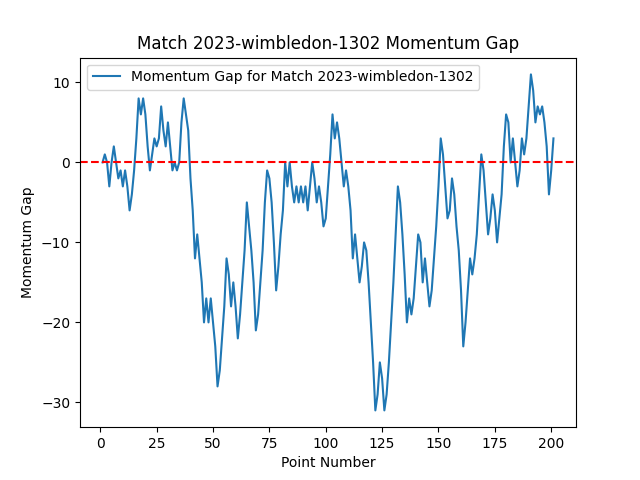 Match 2023-wimbledon-1302 Momentum Gap
Momentum Gap for Match 2023-wimbledon-1302
Momentum Gap
10
0
−10
−20
−30
0 25 50 75 100 125 150 175 200
Point Number